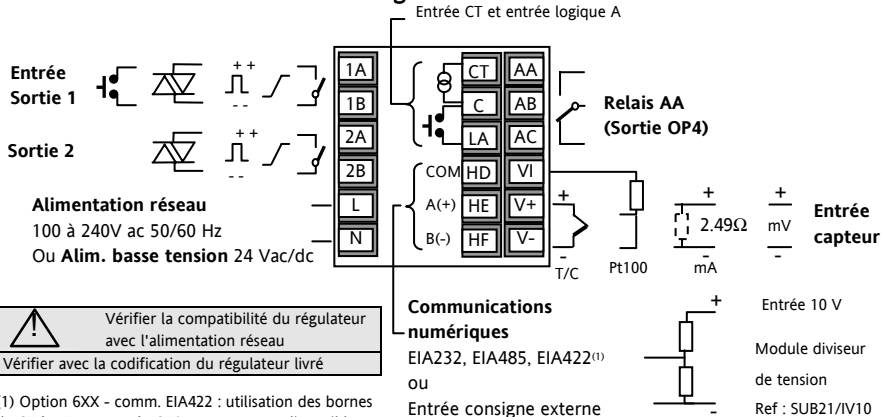 Entrée CT et entrée logique A
Entrée
Sortie 1
+ +
- -
Sortie 2
+ +
- -
Alimentation réseau
100 à 240V ac 50/60 Hz
Ou Alim. basse tension 24 Vac/dc
1A
1B
2A
2B
L
N
CT
C
LA
COM HD
A(+) HE
B(-) HF
AA
AB
AC
VI
V+
V-
Relais AA
(Sortie OP4)
+
-
T/C
Pt100
+
2.49Ω
-
mA
+
mV
-
Entrée
capteur
! Vérifier la compatibilité du régulateur
avec l'alimentation réseau
Vérifier avec la codification du régulateur livré
(1) Option 6XX - comm. EIA422 : utilisation des bornes
Communications
numériques
EIA232, EIA485, EIA422(1)
ou
Entrée consigne externe
+
-
Entrée 10 V
Module diviseur
de tension
Ref : SUB21/IV10